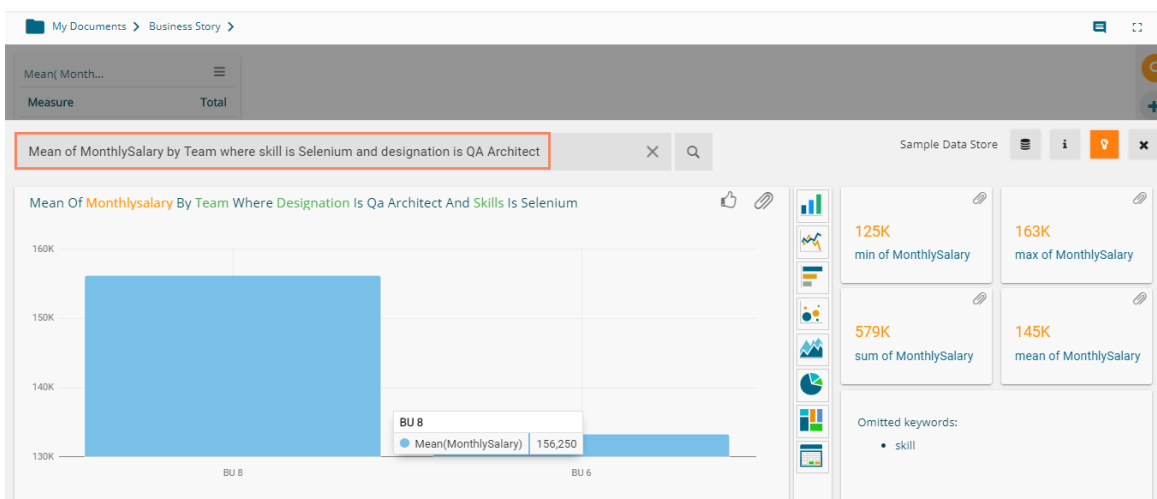 My Documents > Business Story >
Mean( Month...
Measure Total
Mean of MonthlySalary by Team where skill is Selenium and designation is QA Architect
Sample Data Store
Mean Of Monthlysalary By Team Where Designation Is Qa Architect And Skills Is Selenium
160K
150K
140K
130K
BU 8
Mean(MonthlySalary) 156,250
BU 8
BU 6
125K
min of MonthlySalary
163K
max of MonthlySalary
579K
sum of MonthlySalary
145K
mean of MonthlySalary
Omitted keywords:
• skill